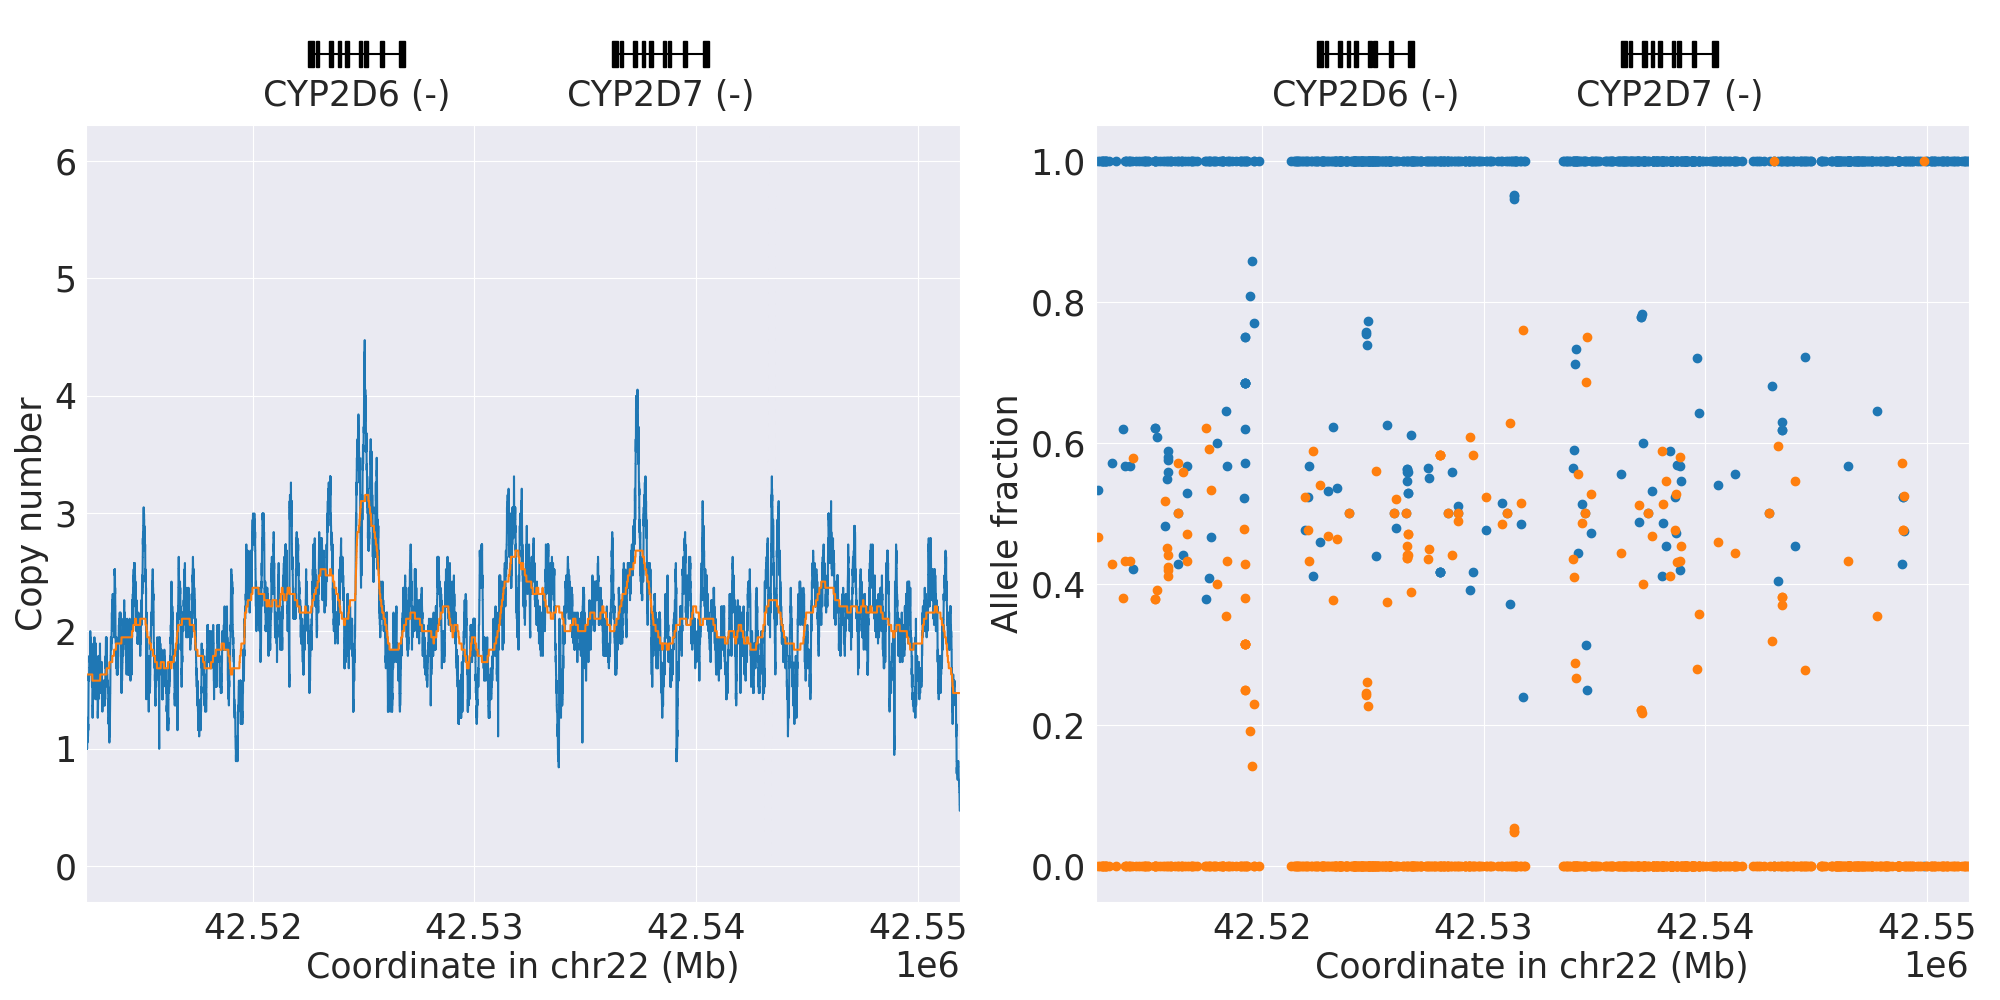 CYP2D6 (-) CYP2D7 (-)
6
5
4
3
2
1
0
Copy number
42.52 42.53 42.54 42.55
Coordinate in chr22 (Mb) 1e6
CYP2D6 (-) CYP2D7 (-)
1.0
0.8
0.6
0.4
0.2
0.0
Allele fraction
42.52 42.53 42.54 42.55
Coordinate in chr22 (Mb) 1e6